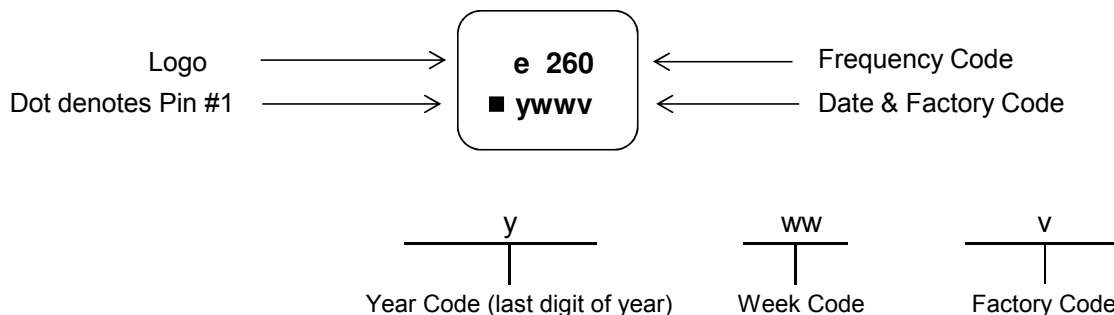 Logo
e 260
Frequency Code
Dot denotes Pin #1
ywwv
Date & Factory Code
y
ww
v
Year Code (last digit of year)
Week Code
Factory Code